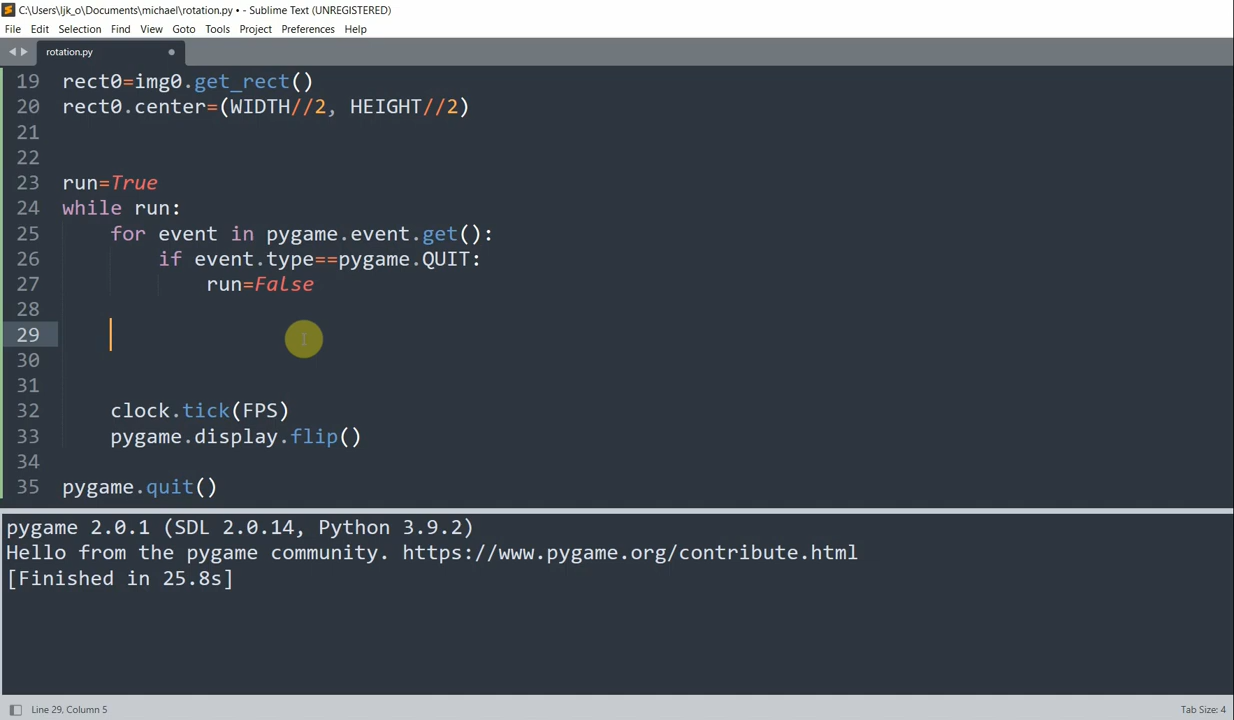 C:\Users\ljk_o\Documents\michael\rotation.py • - Sublime Text (UNREGISTERED)
File Edit Selection Find View Goto Tools Project Preferences Help
rotation.py
19 rect0=img0.get_rect()
20 rect0.center=(WIDTH//2, HEIGHT//2)
21
22
23 run=True
24 while run:
25     for event in pygame.event.get():
26         if event.type==pygame.QUIT:
27             run=False
28
29
30
31
32     clock.tick(FPS)
33     pygame.display.flip()
34
35 pygame.quit()
pygame 2.0.1 (SDL 2.0.14, Python 3.9.2)
Hello from the pygame community. https://www.pygame.org/contribute.html
[Finished in 25.8s]
Line 29, Column 5 Tab Size: 4